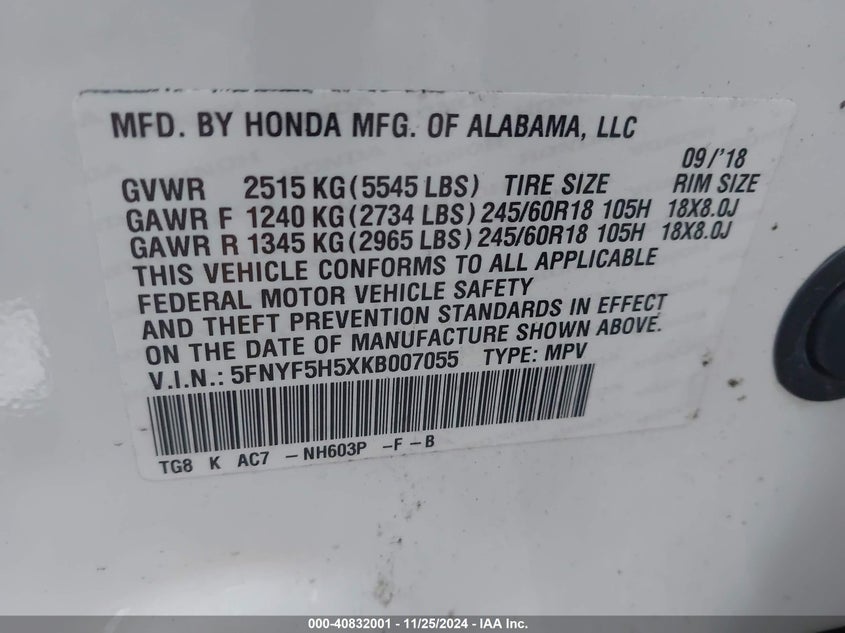 MFD. BY HONDA MFG. OF ALABAMA, LLC
09/'18
GVWR 2515 KG (5545 LBS) TIRE SIZE RIM SIZE
GAWR F 1240 KG (2734 LBS) 245/60R18 105H 18X8.0J
GAWR R 1345 KG (2965 LBS) 245/60R18 105H 18X8.0J
THIS VEHICLE CONFORMS TO ALL APPLICABLE
FEDERAL MOTOR VEHICLE SAFETY
AND THEFT PREVENTION STANDARDS IN EFFECT
ON THE DATE OF MANUFACTURE SHOWN ABOVE.
V.I.N.: 5FNYF5H5XKB007055 TYPE: MPV
TG8 K AC7 -NH603P -F-B
000-40832001 - 11/25/2024 - IAA Inc.